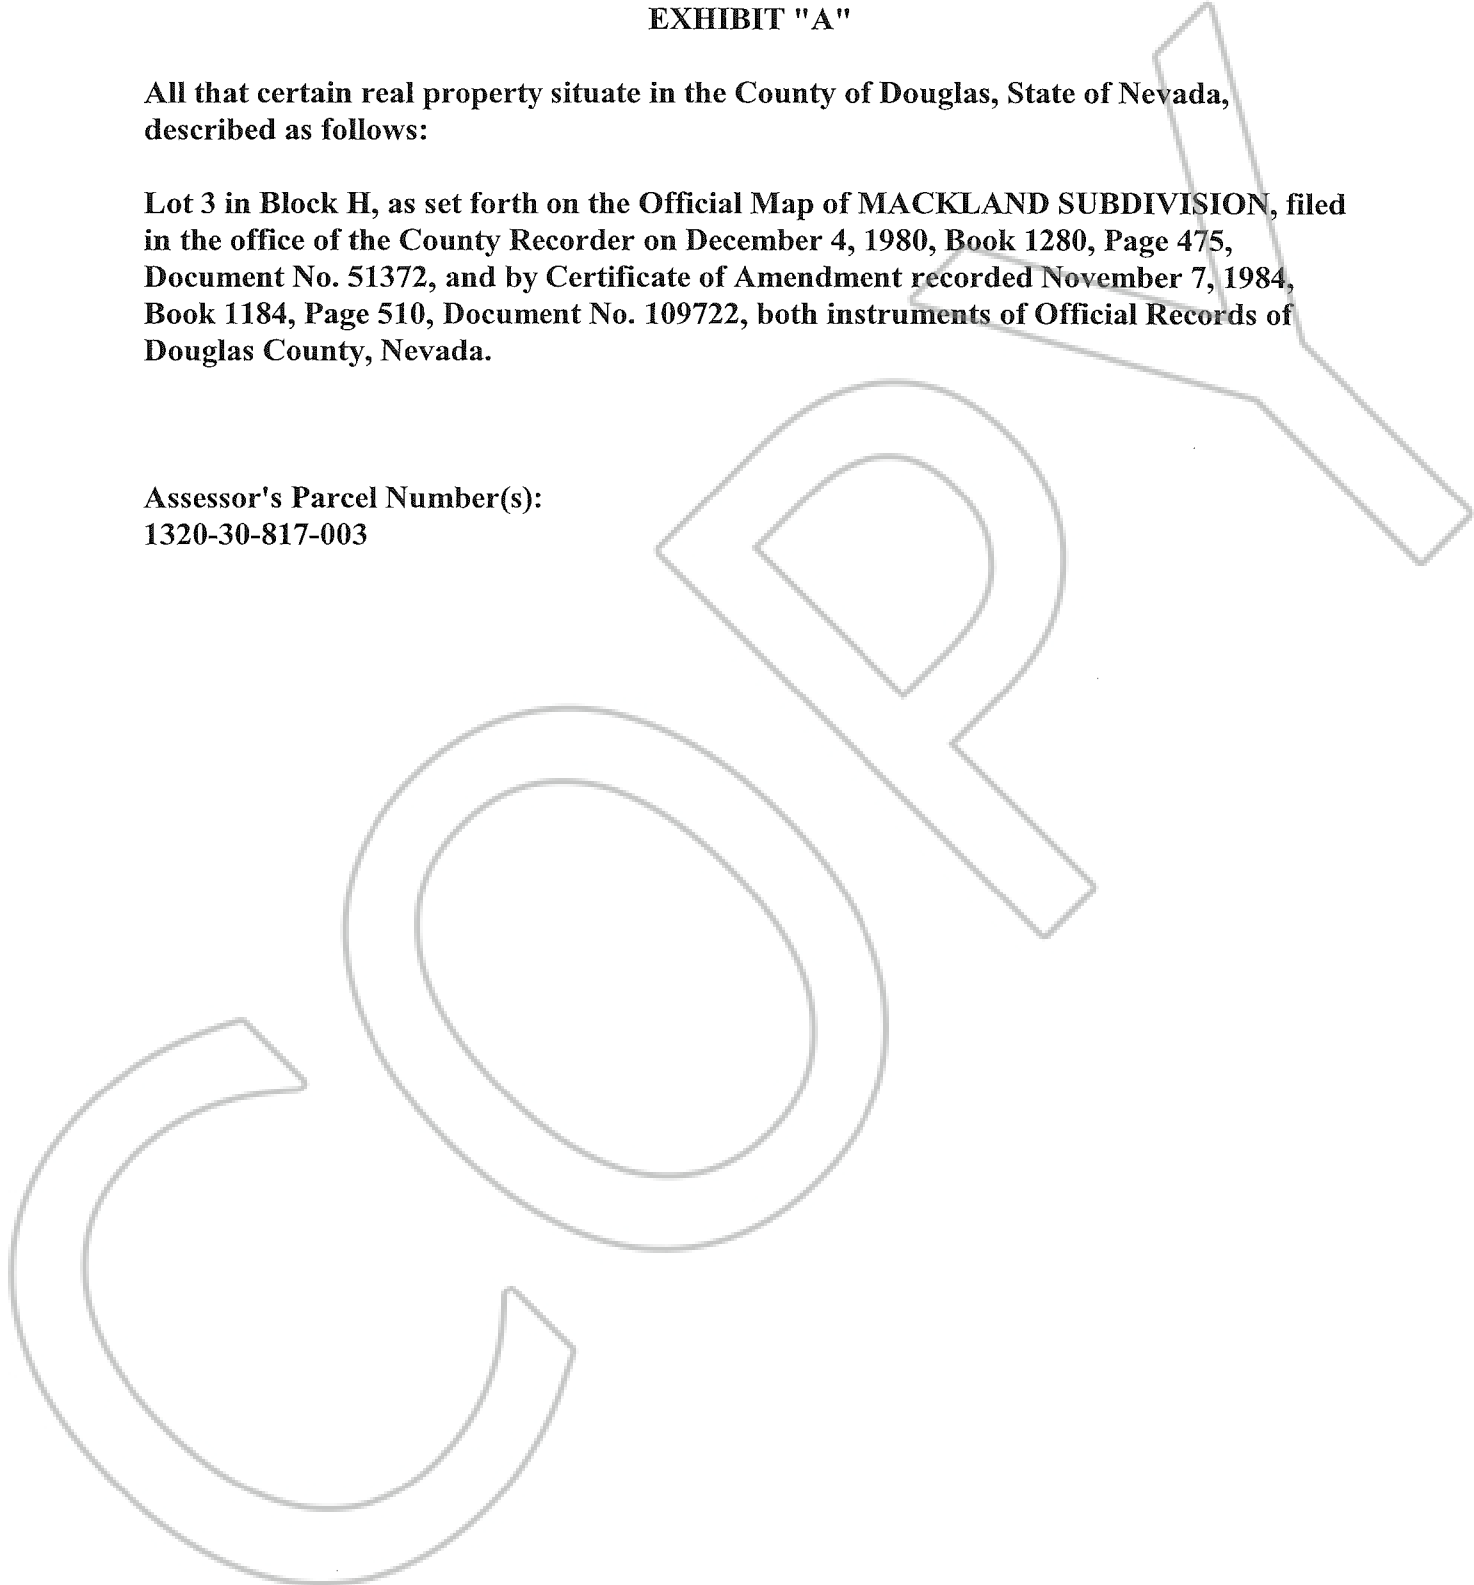 EXHIBIT "A"
All that certain real property situate in the County of Douglas, State of Nevada,
described as follows:
Lot 3 in Block H, as set forth on the Official Map of MACKLAND SUBDIVISION, filed
in the office of the County Recorder on December 4, 1980, Book 1280, Page 475,
Document No. 51372, and by Certificate of Amendment recorded November 7, 1984,
Book 1184, Page 510, Document No. 109722, both instruments of Official Records of
Douglas County, Nevada.
Assessor's Parcel Number(s):
1320-30-817-003
COPY